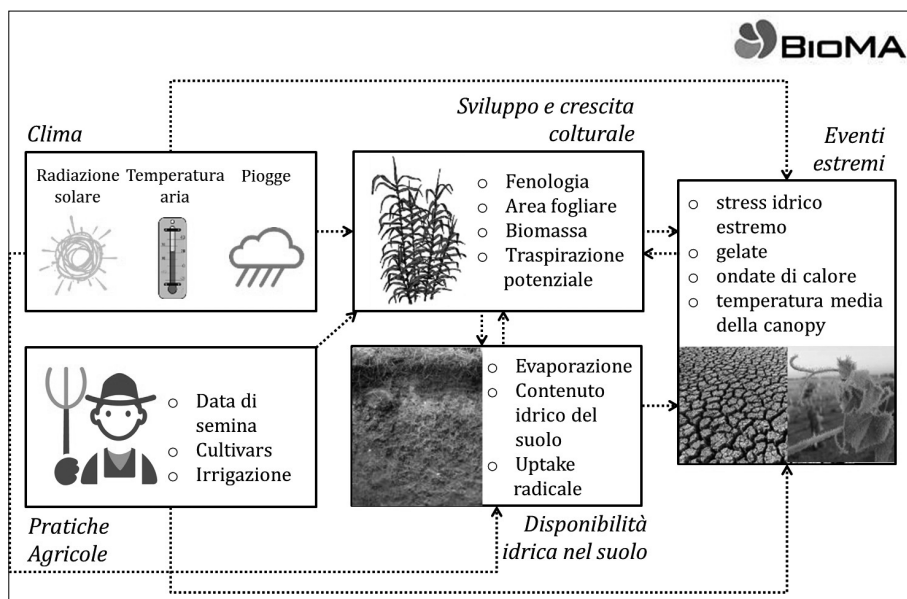 BIOMA
Sviluppo e crescita
colturale
Clima
Eventi
estremi
Radiazione
solare
Temperatura
aria
Piogge
○ Fenologia
○ Area fogliare
○ Biomassa
○ Traspirazione
potenziale
○ stress idrico
estremo
○ gelate
○ ondate di calore
○ temperatura media
della canopy
○ Data di
semina
○ Cultivars
○ Irrigazione
○ Evaporazione
○ Contenuto
idrico del
suolo
○ Uptake
radicale
Pratiche
Agricole
Disponibilità
idrica nel suolo